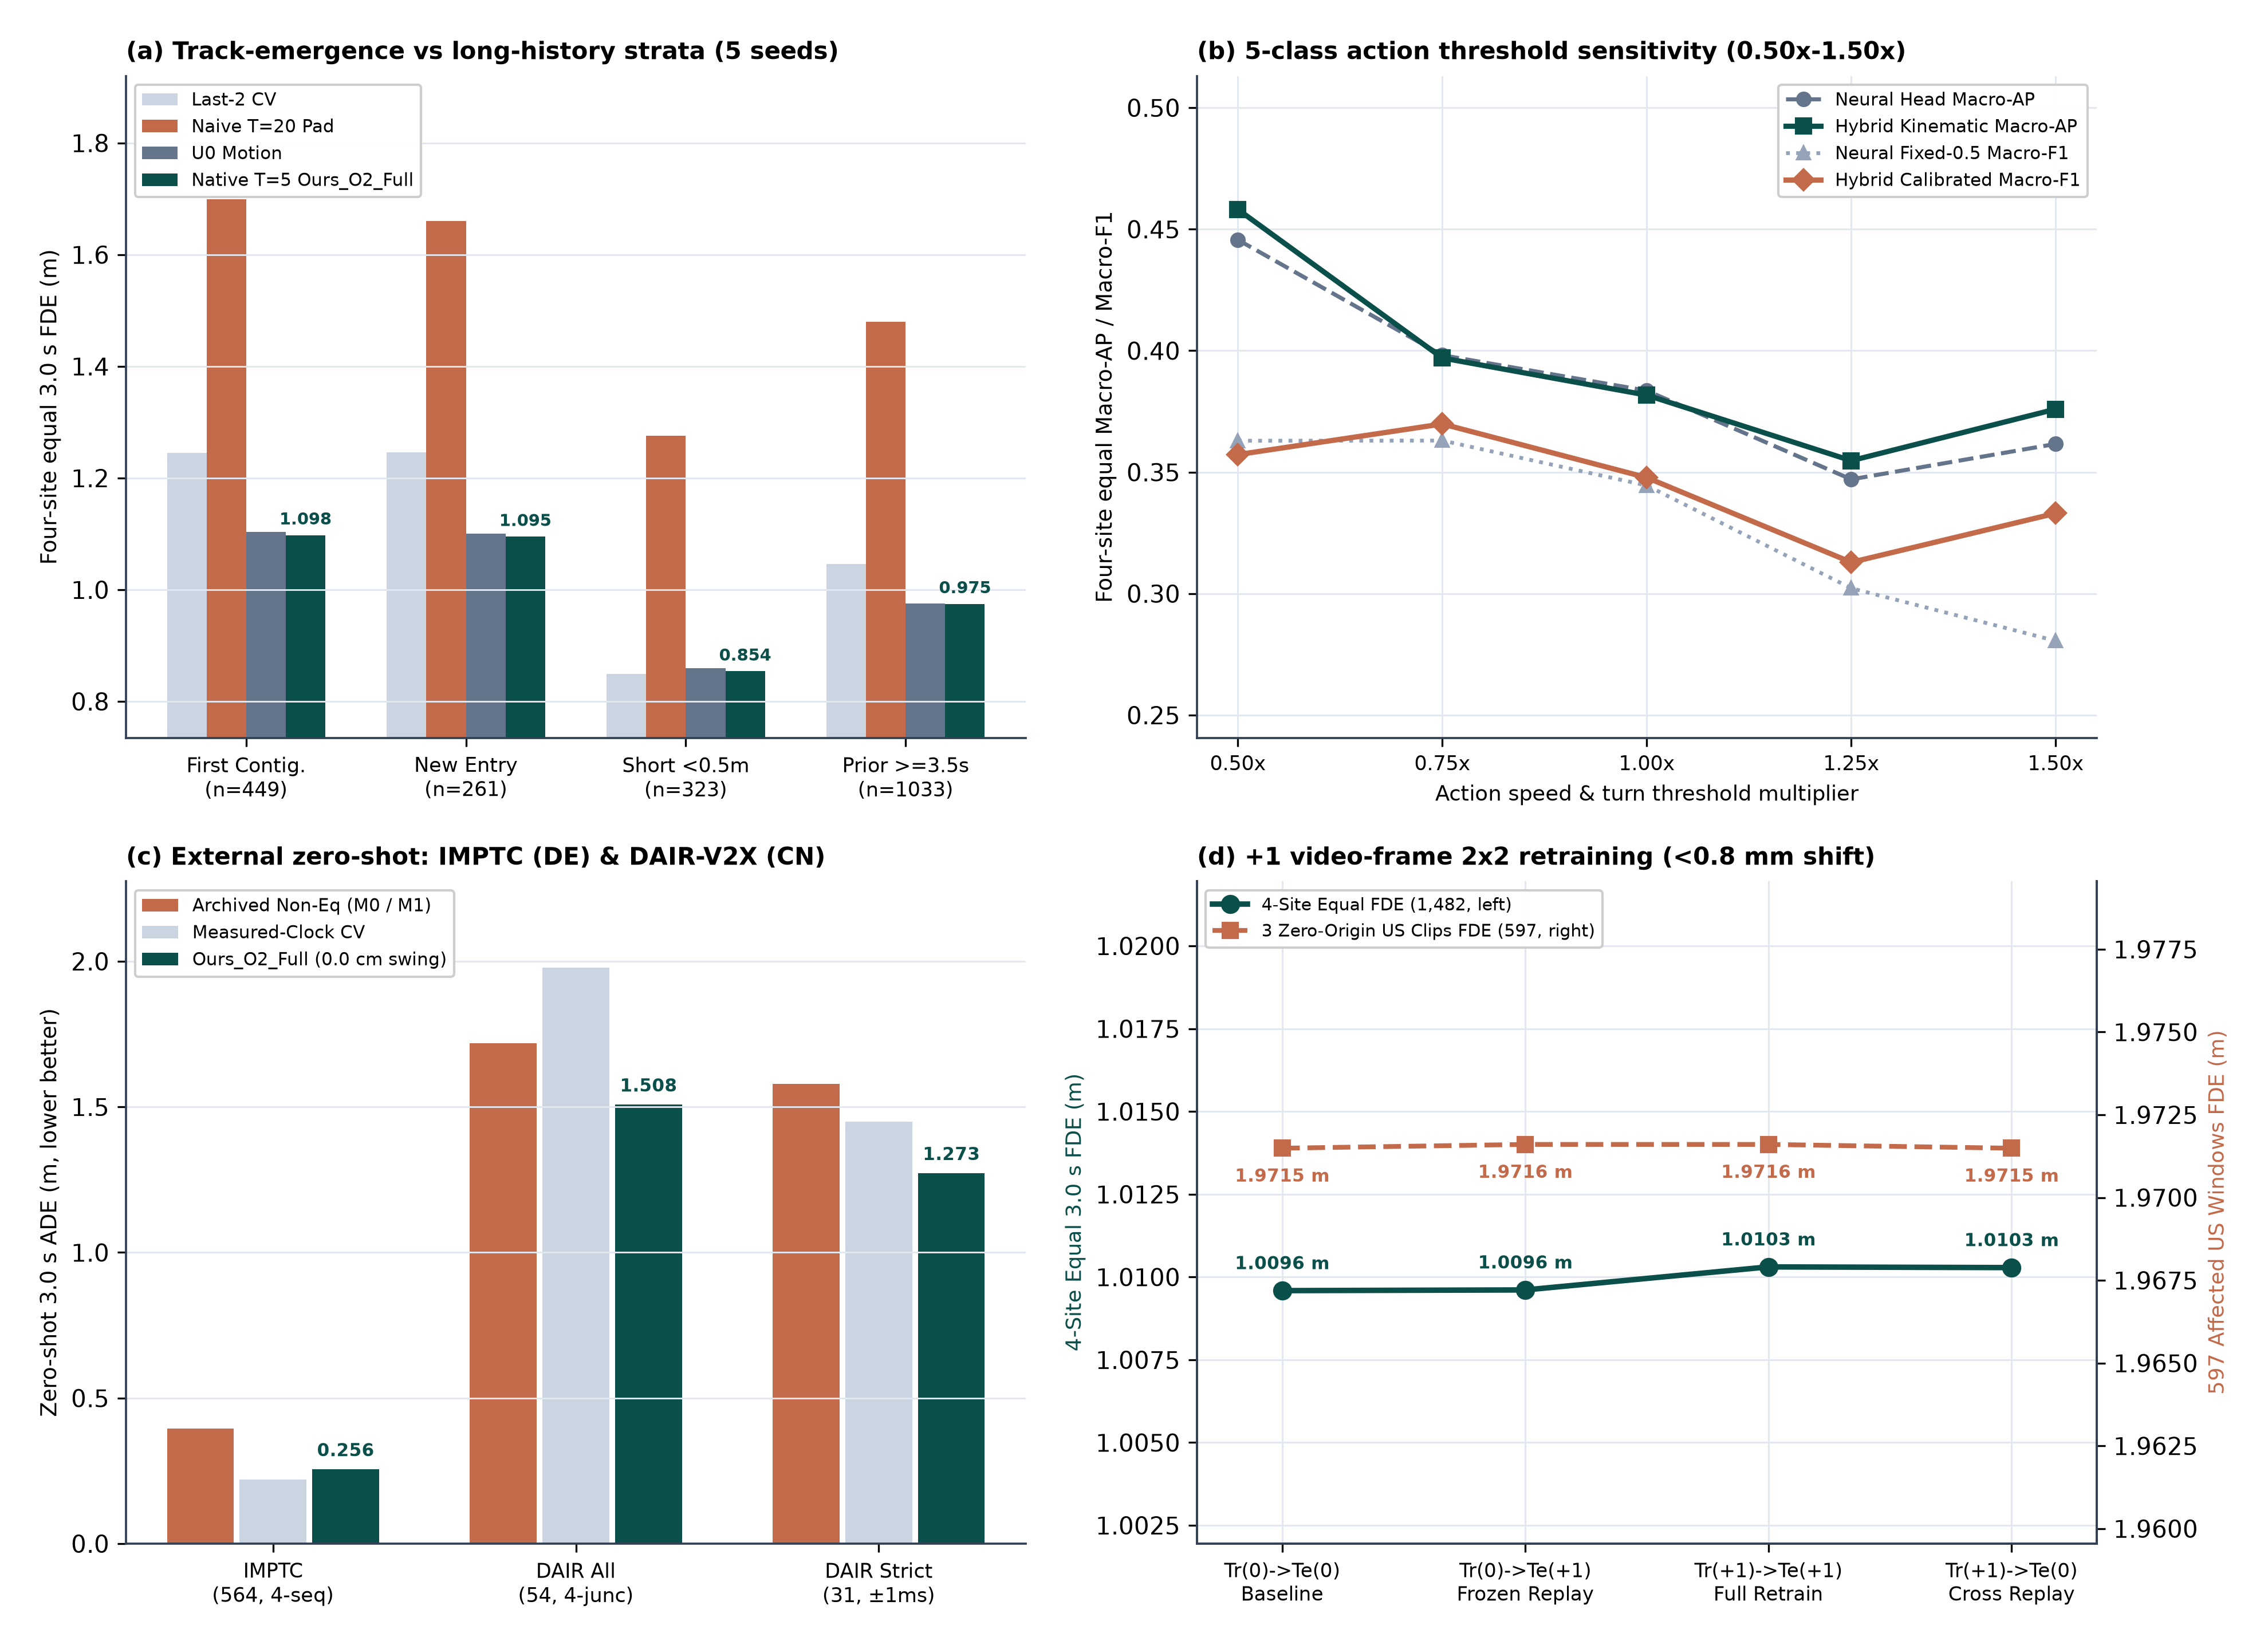 (a) Track-emergence vs long-history strata (5 seeds)
Last-2 CV
Naive T=20 Pad
U0 Motion
Native T=5 Ours_O2_Full
Four-site equal 3.0 s FDE (m)
1.8
1.6
1.4
1.2
1.0
0.8
1.098
1.095
0.854
0.975
First Contig.
(n=449)
New Entry
(n=261)
Short <0.5m
(n=323)
Prior >=3.5s
(n=1033)
(b) 5-class action threshold sensitivity (0.50x-1.50x)
Neural Head Macro-AP
Hybrid Kinematic Macro-AP
Neural Fixed-0.5 Macro-F1
Hybrid Calibrated Macro-F1
Four-site equal Macro-AP / Macro-F1
0.50
0.45
0.40
0.35
0.30
0.25
0.50x
0.75x
1.00x
1.25x
1.50x
Action speed & turn threshold multiplier
(c) External zero-shot: IMPTC (DE) & DAIR-V2X (CN)
Archived Non-Eq (M0 / M1)
Measured-Clock CV
Ours_O2_Full (0.0 cm swing)
Zero-shot 3.0 s ADE (m, lower better)
2.0
1.5
1.0
0.5
0.0
0.256
1.508
1.273
IMPTC
(564, 4-seq)
DAIR All
(54, 4-junc)
DAIR Strict
(31, ±1ms)
(d) +1 video-frame 2x2 retraining (<0.8 mm shift)
4-Site Equal FDE (1,482, left)
3 Zero-Origin US Clips FDE (597, right)
4-Site Equal 3.0 s FDE (m)
1.0200
1.0175
1.0150
1.0125
1.0100
1.0075
1.0050
1.0025
1.9715 m
1.9716 m
1.9716 m
1.9715 m
1.0096 m
1.0096 m
1.0103 m
1.0103 m
1.9775
1.9750
1.9725
1.9700
1.9675
1.9650
1.9625
1.9600
597 Affected US Windows FDE (m)
Tr(0)->Te(0)
Baseline
Tr(0)->Te(+1)
Frozen Replay
Tr(+1)->Te(+1)
Full Retrain
Tr(+1)->Te(0)
Cross Replay